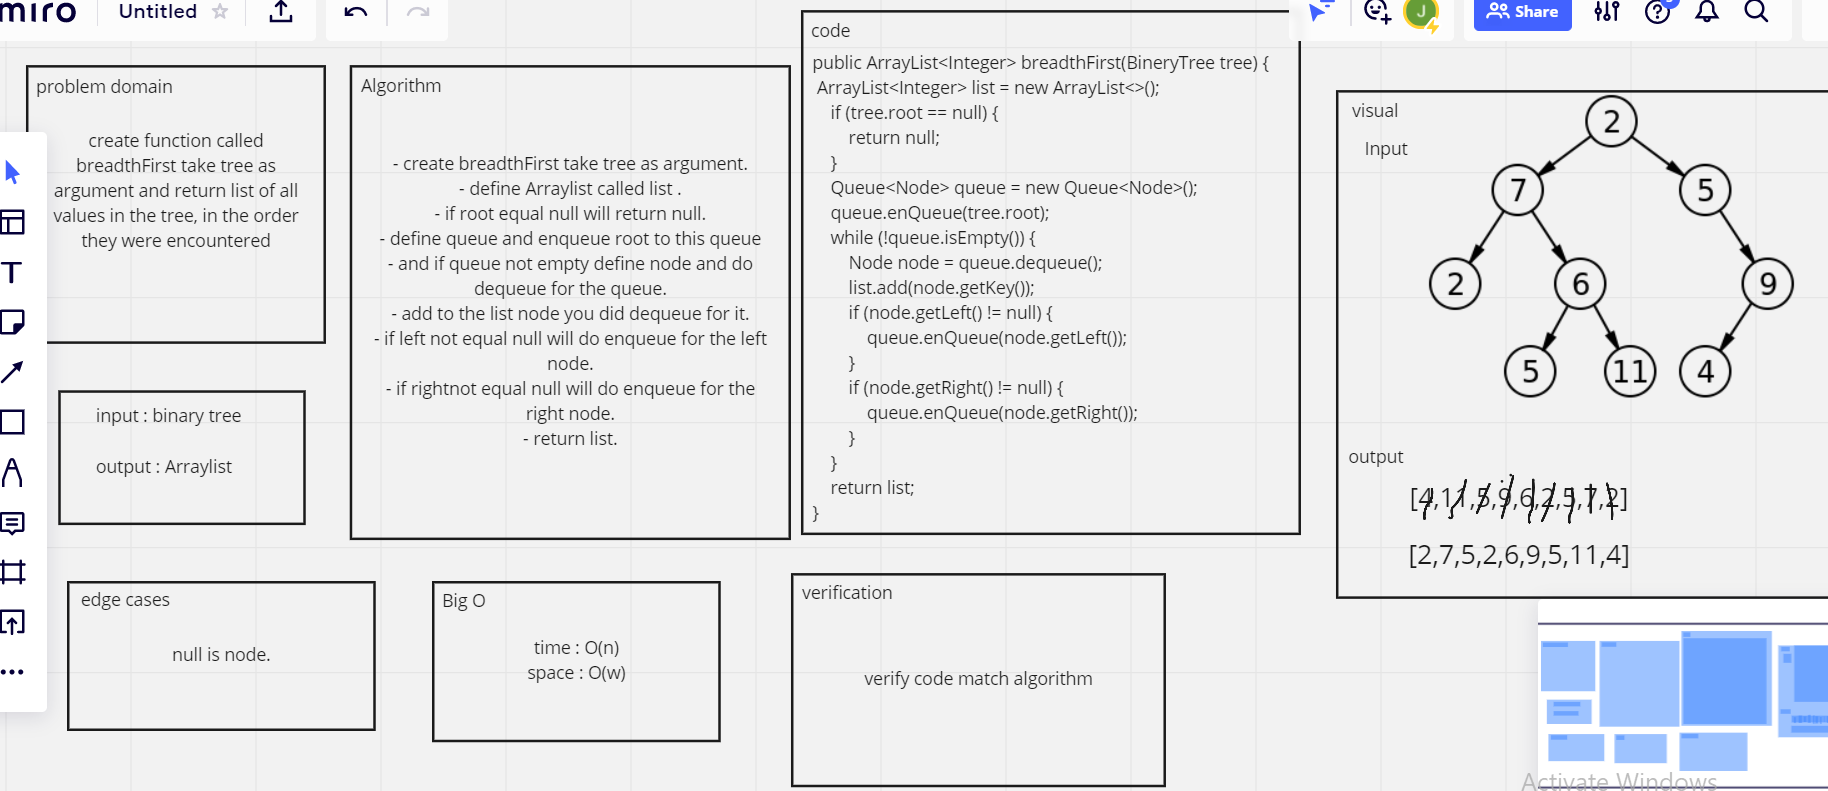 miro
Untitled
J
Share
problem domain
create function called
breadthFirst take tree as
argument and return list of all
values in the tree, in the order
they were encountered
input : binary tree
output : Arraylist
Algorithm
- create breadthFirst take tree as argument.
- define Arraylist called list .
- if root equal null will return null.
- define queue and enqueue root to this queue
- and if queue not empty define node and do
dequeue for the queue.
- add to the list node you did dequeue for it.
- if left not equal null will do enqueue for the left
node.
- if rightnot equal null will do enqueue for the
right node.
- return list.
code
public ArrayList<Integer> breadthFirst(BineryTree tree) {
ArrayList<Integer> list = new ArrayList<>();
if (tree.root == null) {
return null;
}
Queue<Node> queue = new Queue<Node>();
queue.enQueue(tree.root);
while (!queue.isEmpty()) {
Node node = queue.dequeue();
list.add(node.getKey());
if (node.getLeft() != null) {
queue.enQueue(node.getLeft());
}
if (node.getRight() != null) {
queue.enQueue(node.getRight());
}
}
return list;
}
visual
Input
2
7 5
2 6 9
5 11 4
output
[4,11,5,9,6,2,5,7,2]
[2,7,5,2,6,9,5,11,4]
edge cases
null is node.
Big O
time : O(n)
space : O(w)
verification
verify code match algorithm
Activate Windows